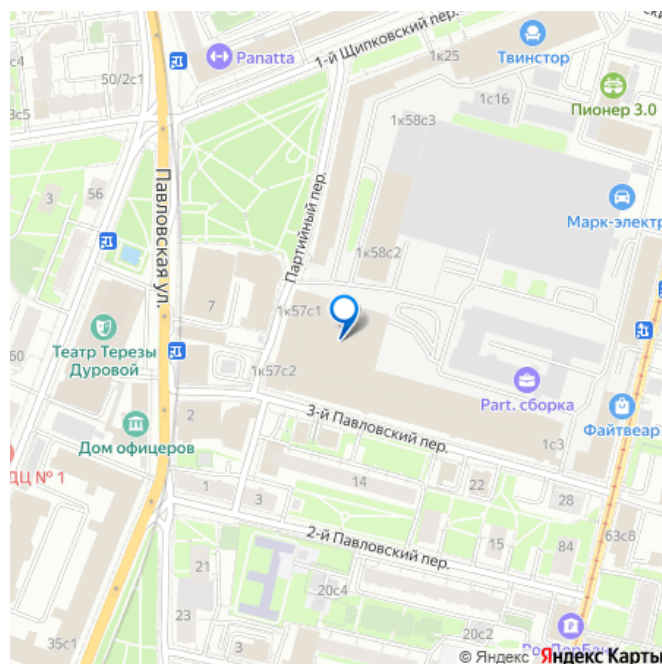 1-й Щипковский пер.
1к25
Твинстор
Panatta
50/2с1
с4
3с5
1с16
Пионер 3.0
1к58с3
Партийный пер.
56
3
Павловская ул.
Марк-электр
1к58с2
7
1к57с1
Театр Терезы
Дуровой
60
1к57с2
Part. сборка
3-й Павловский пер.
2
Файтвеар
Дом офицеров
1с3
ДЦ № 1
14
22
1
3
28
2-й Павловский пер.
63с8
15
84
21
20с4
23
20с2
3
35с1
© Яндекс Яндекс Карты